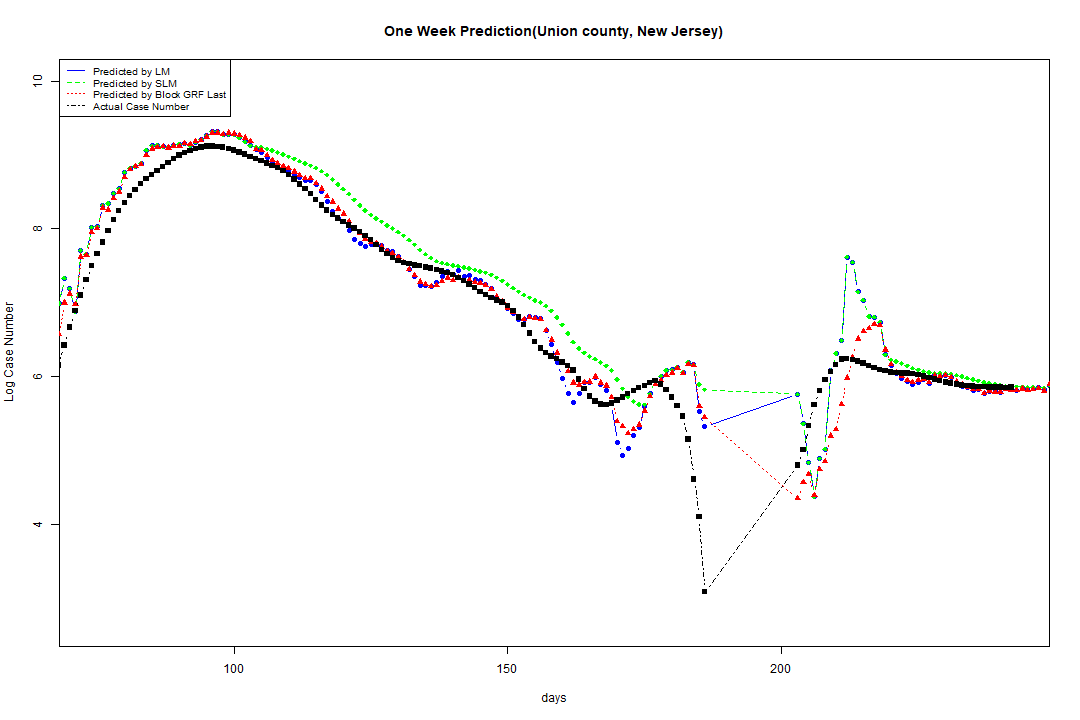 One Week Prediction(Union county, New Jersey)
Predicted by LM
Predicted by SLM
Predicted by Block GRF Last
Actual Case Number
10
8
6
4
Log Case Number
100
150
200
days